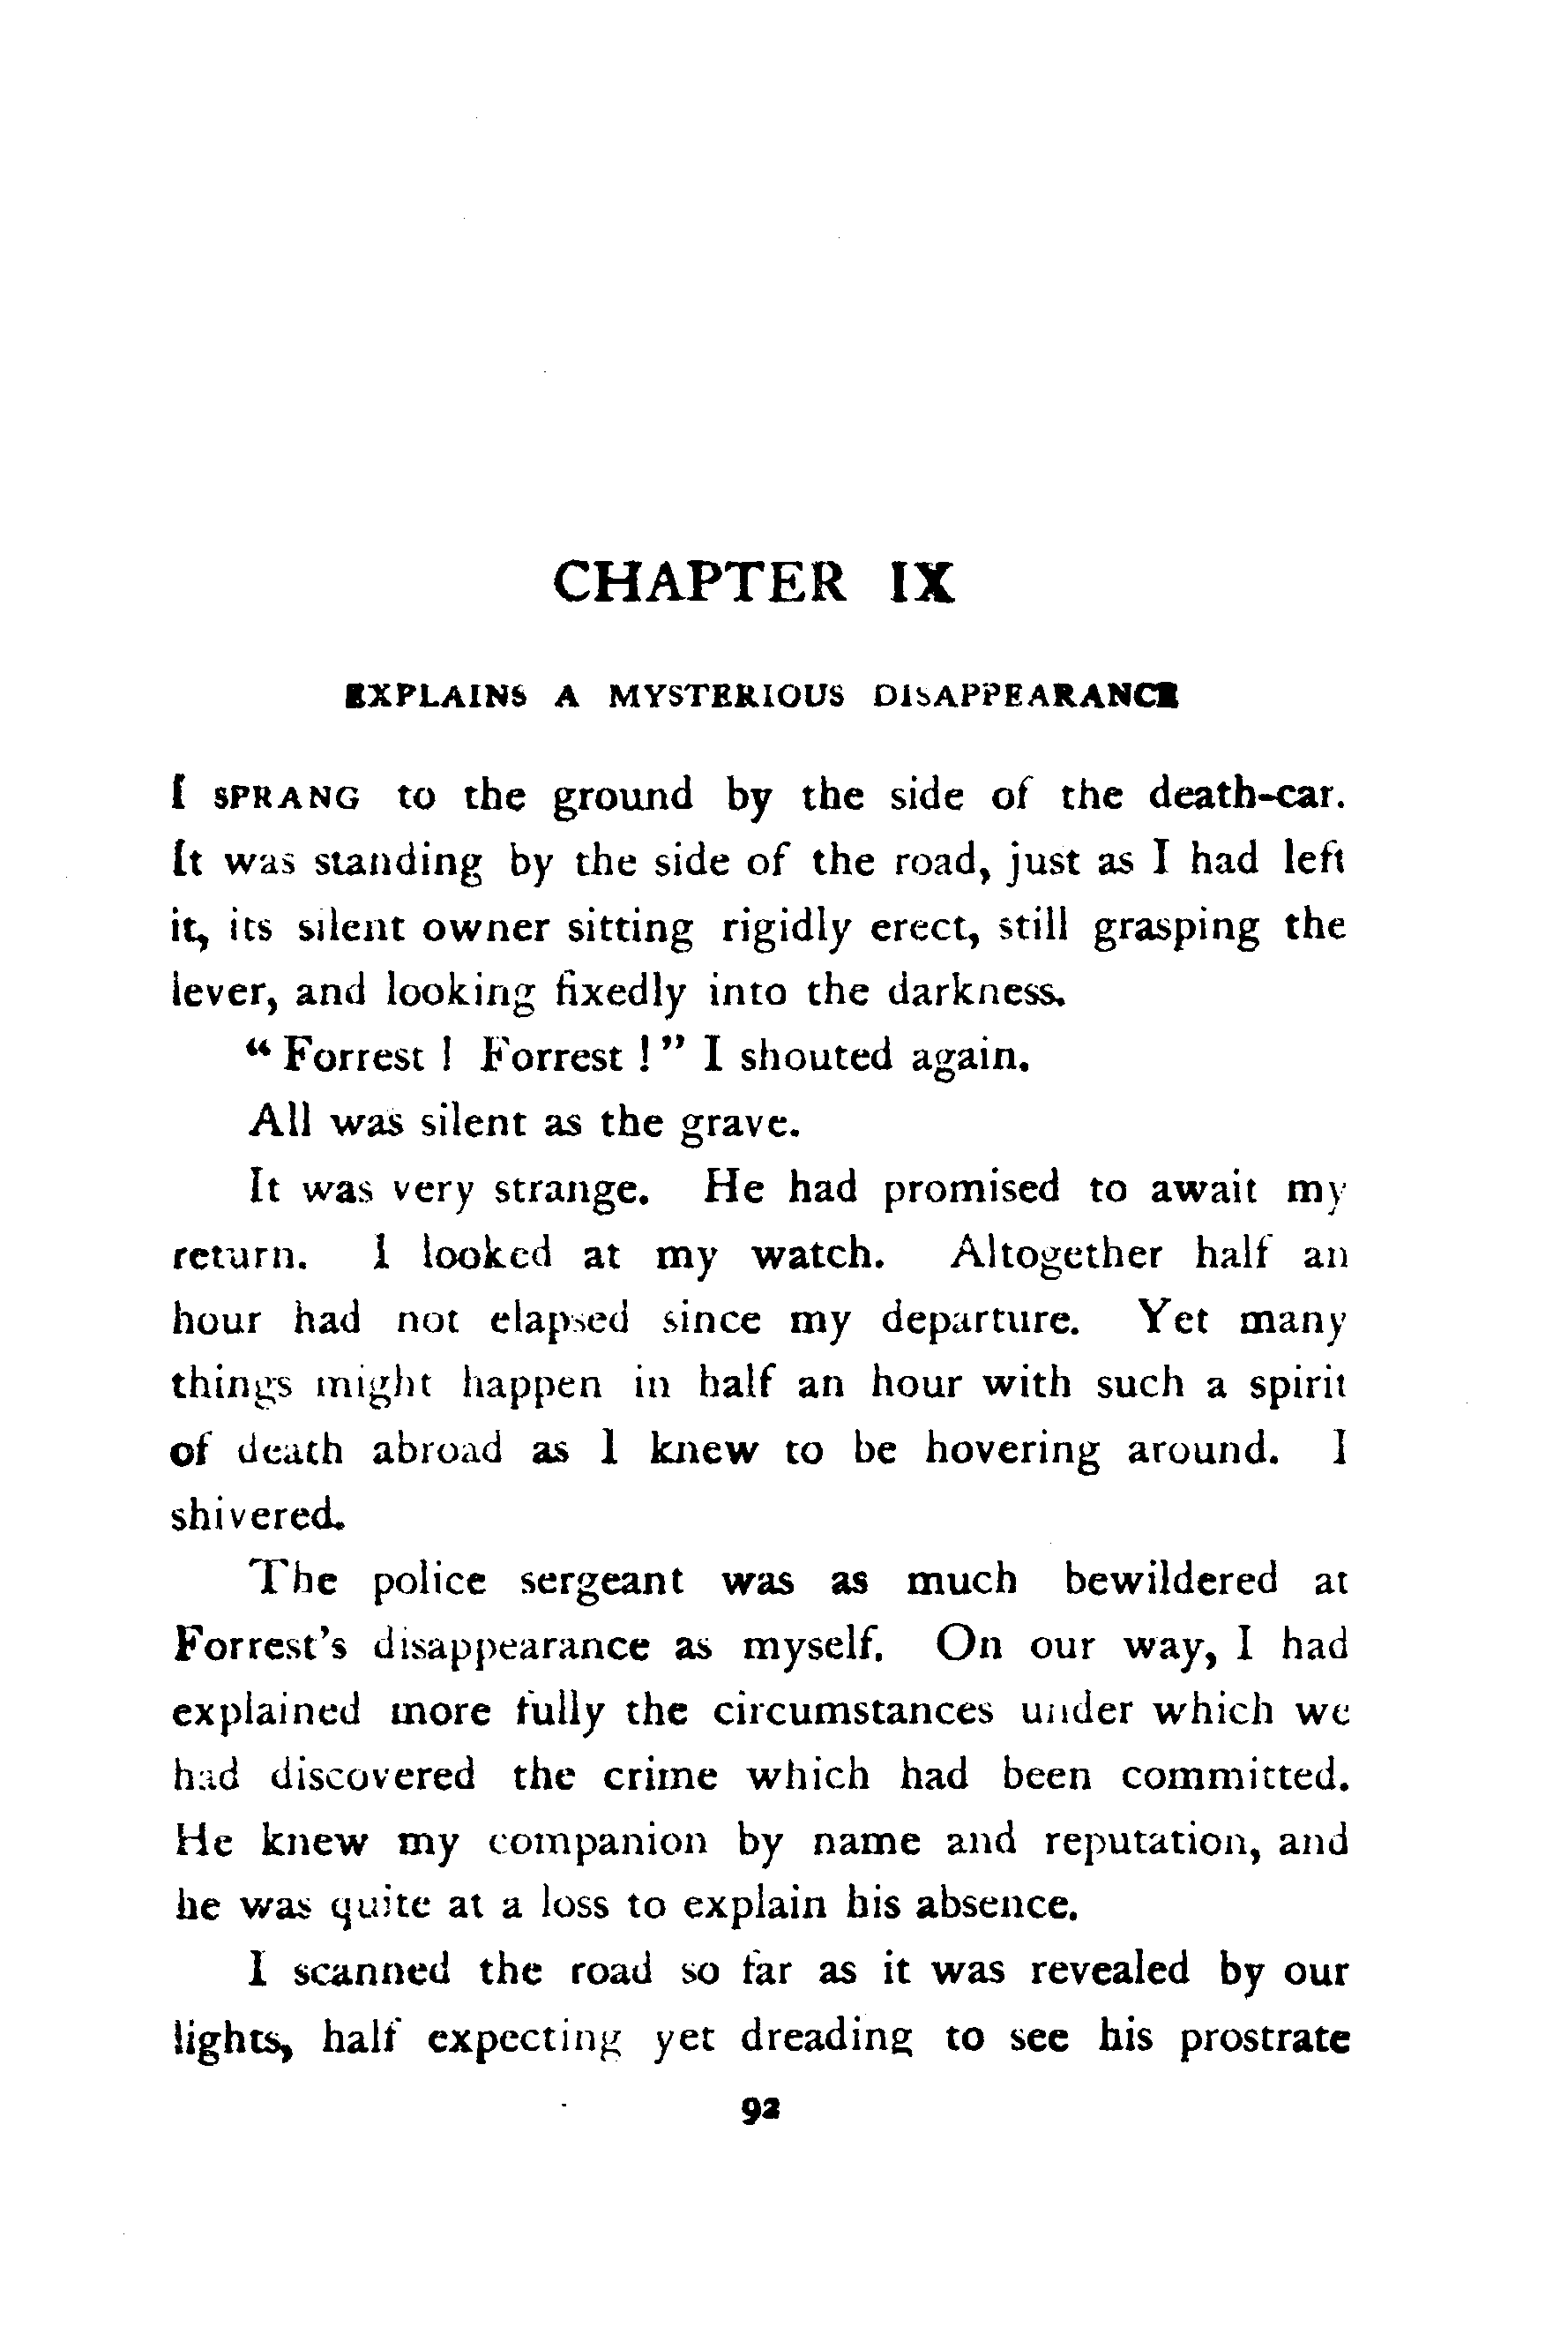 CHAPTER IX
EXPLAINS A MYSTERIOUS DISAPPEARANCE
I SPRANG to the ground by the side of the death-car.
It was standing by the side of the road, just as I had left
it, its silent owner sitting rigidly erect, still grasping the
lever, and looking fixedly into the darkness.
“ Forrest ! Forrest ! ” I shouted again.
All was silent as the grave.
It was very strange. He had promised to await my
return. I looked at my watch. Altogether half an
hour had not elapsed since my departure. Yet many
things might happen in half an hour with such a spirit
of death abroad as I knew to be hovering around. I
shivered.
The police sergeant was as much bewildered at
Forrest’s disappearance as myself. On our way, I had
explained more fully the circumstances under which we
had discovered the crime which had been committed.
He knew my companion by name and reputation, and
he was quite at a loss to explain his absence.
I scanned the road so far as it was revealed by our
lights, half expecting yet dreading to see his prostrate
92